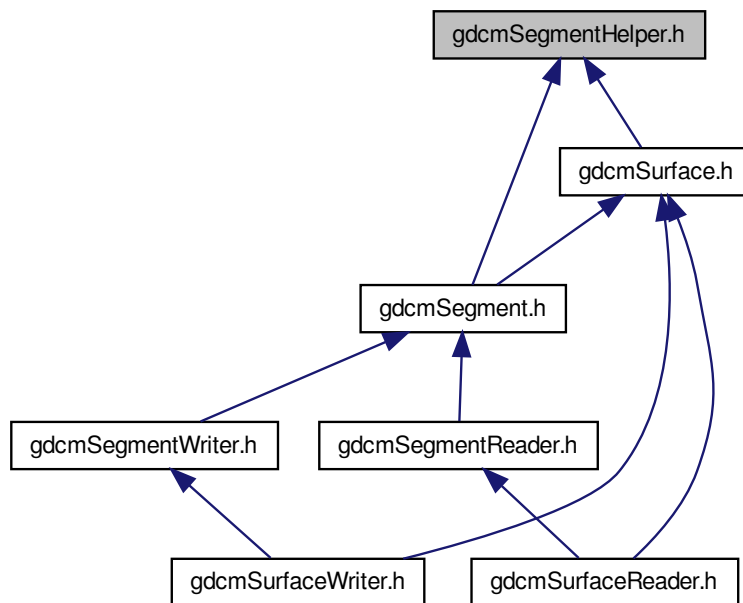 gdcmSegmentHelper.h
gdcmSurface.h
gdcmSegment.h
gdcmSegmentWriter.h
gdcmSegmentReader.h
gdcmSurfaceWriter.h
gdcmSurfaceReader.h